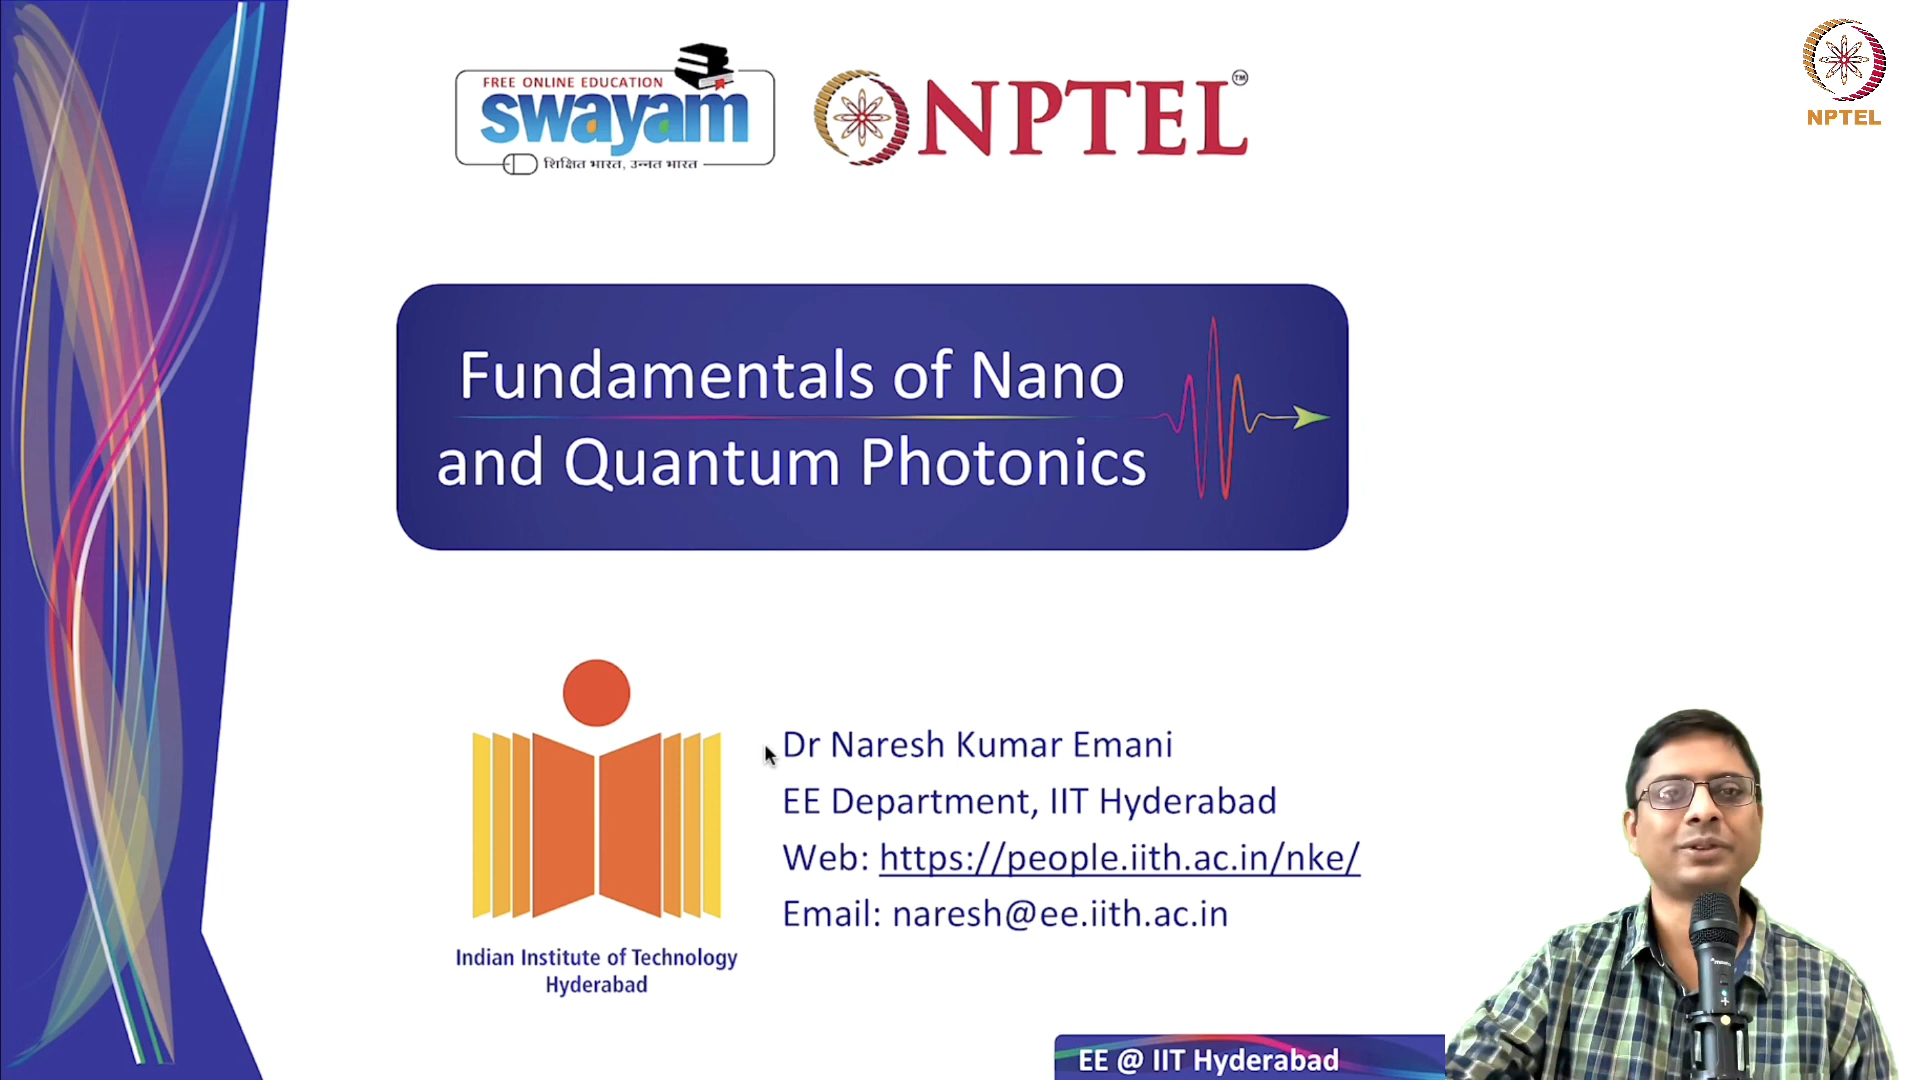 FREE ONLINE EDUCATION
swayam
शिक्षित भारत, उन्नत भारत
NPTEL™
NPTEL
Fundamentals of Nano
and Quantum Photonics
Dr Naresh Kumar Emani
EE Department, IIT Hyderabad
Web: https://people.iith.ac.in/nke/
Email: naresh@ee.iith.ac.in
Indian Institute of Technology
Hyderabad
EE @ IIT Hyderabad